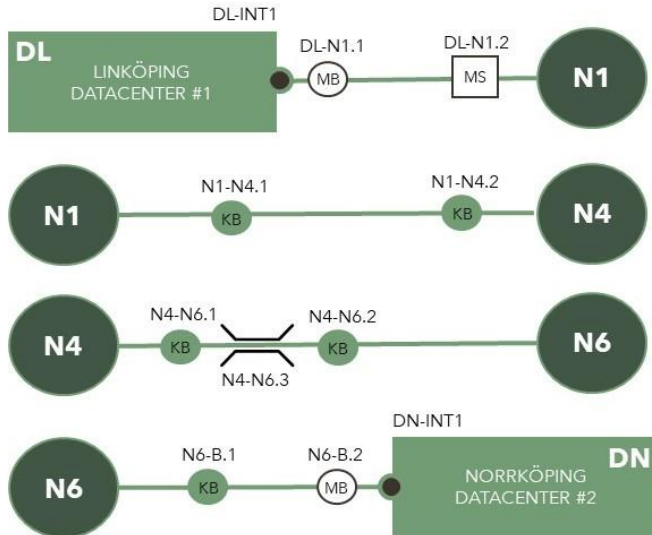 DL-INT1
DL
LINKÖPING
DATACENTER #1
DL-N1.1
MB
DL-N1.2
MS
N1
N1
N1-N4.1
KB
N1-N4.2
KB
N4
N4
N4-N6.1
KB
N4-N6.3
N4-N6.2
KB
N6
N6
N6-B.1
KB
N6-B.2
MB
DN-INT1
DN
NORRKÖPING
DATACENTER #2